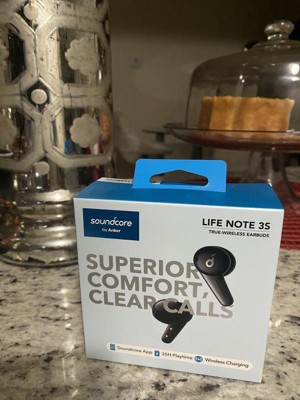 soundcore
by Anker
LIFE NOTE 3S
TRUE-WIRELESS EARBUDS
SUPERIOR
COMFORT,
CLEAR CALLS
Soundcore App + 35H Playtime + Wireless Charging